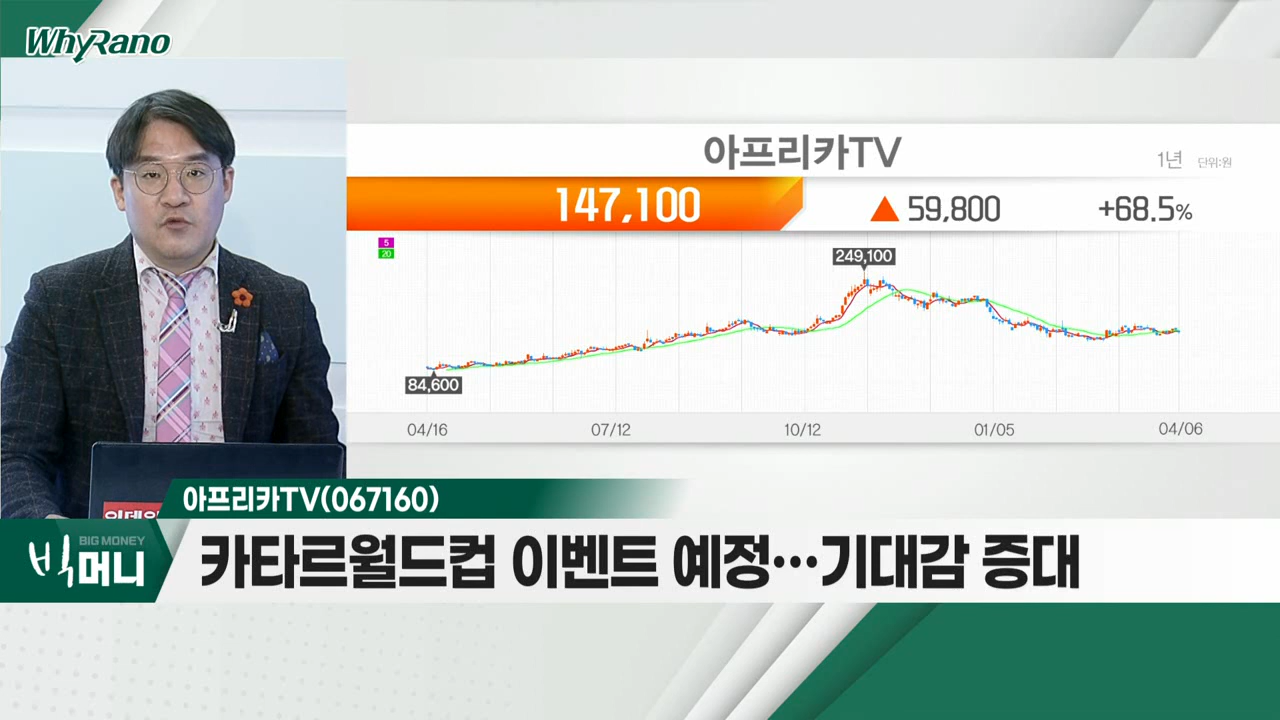 WhyRano
아프리카TV
1년 단위:원
147,100 ▲ 59,800 +68.5%
5
20
249,100
84,600
04/16 07/12 10/12 01/05 04/06
아프리카TV(067160)
BIG MONEY
빅머니
카타르월드컵 이벤트 예정…기대감 증대